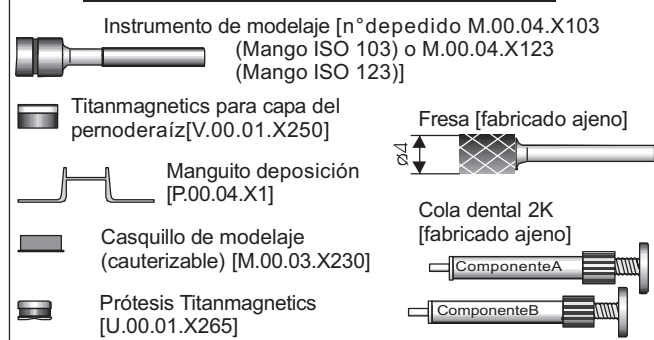 Instrumento de modelaje [n°depedido M.00.04.X103
(Mango ISO 103) o M.00.04.X123
(Mango ISO 123)]
Titanmagnetics para capa del
pernoderaíz[V.00.01.X250]
Manguito deposición
[P.00.04.X1]
Casquillo de modelaje
(cauterizable) [M.00.03.X230]
Prótesis Titanmagnetics
[U.00.01.X265]
Fresa [fabricado ajeno]
ø4
Cola dental 2K
[fabricado ajeno]
ComponenteA
ComponenteB